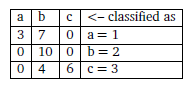 a b c <– classified as
3 7 0 a = 1
0 10 0 b = 2
0 4 6 c = 3